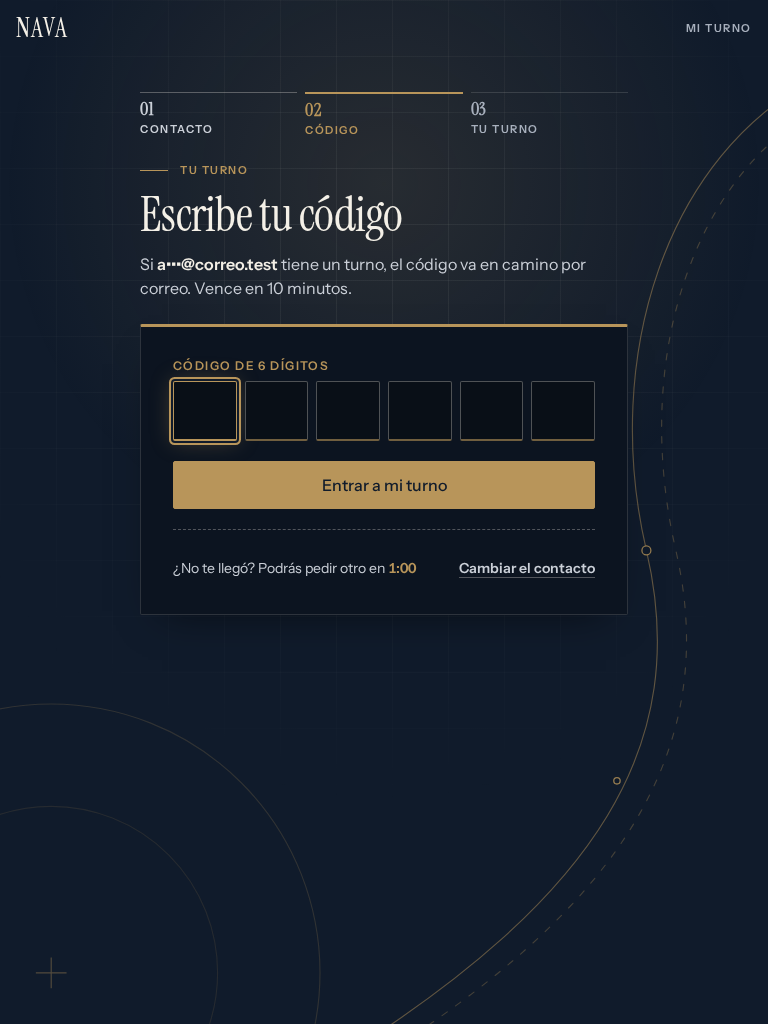 NAVA
MI TURNO
01
CONTACTO
02
CÓDIGO
03
TU TURNO
TU TURNO
Escribe tu código
Si a···@correo.test tiene un turno, el código va en camino por
correo. Vence en 10 minutos.
CÓDIGO DE 6 DÍGITOS
Entrar a mi turno
¿No te llegó? Podrás pedir otro en 1:00
Cambiar el contacto